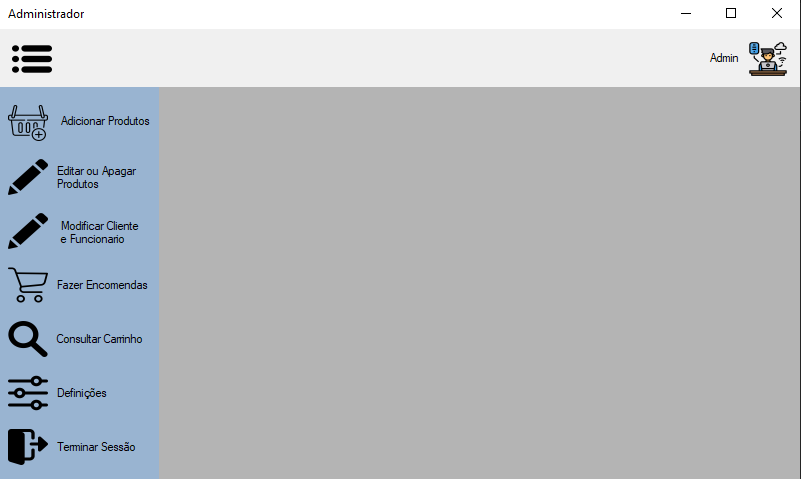 Administrador
Admin
Adicionar Produtos
Editar ou Apagar
Produtos
Modificar Cliente
e Funcionario
Fazer Encomendas
Consultar Carrinho
Definições
Terminar Sessão